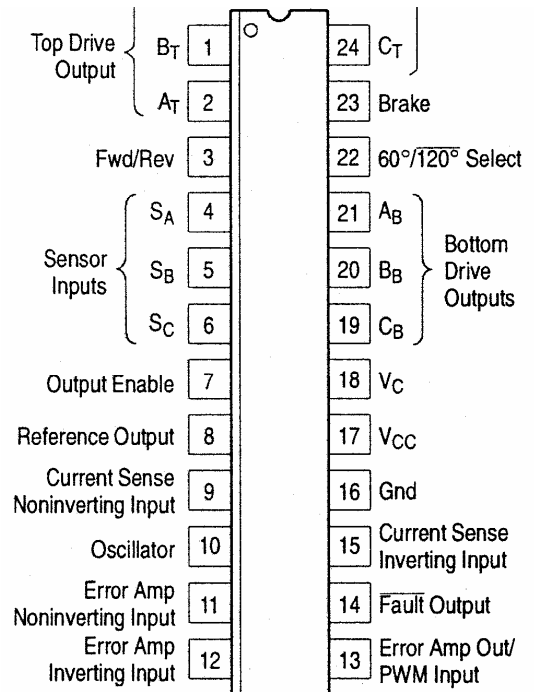 Top Drive
Output
B_T 1
A_T 2
Fwd/Rev 3
Sensor
Inputs
S_A 4
S_B 5
S_C 6
Output Enable 7
Reference Output 8
Current Sense
Noninverting Input 9
Oscillator 10
Error Amp
Noninverting Input 11
Error Amp
Inverting Input 12
24 C_T
23 Brake
22 60°/1̅2̅0̅°̅ Select
21 A_B
20 B_B
19 C_B
Bottom
Drive
Outputs
18 V_C
17 V_CC
16 Gnd
15 Current Sense
Inverting Input
14 F̅a̅u̅l̅t̅ Output
13 Error Amp Out/
PWM Input